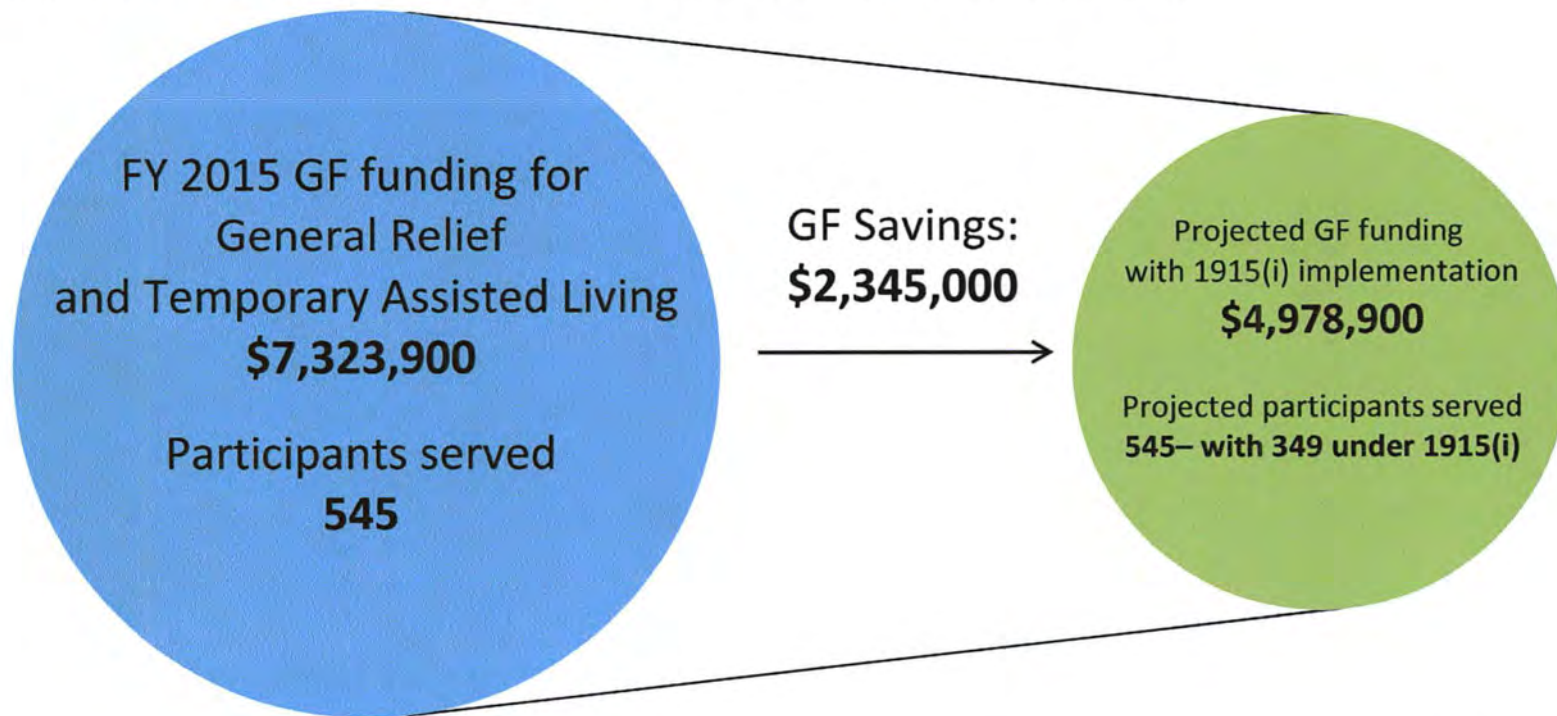 FY 2015 GF funding for
General Relief
and Temporary Assisted Living
$7,323,900
Participants served
545
GF Savings:
$2,345,000
Projected GF funding
with 1915(i) implementation
$4,978,900
Projected participants served
545– with 349 under 1915(i)